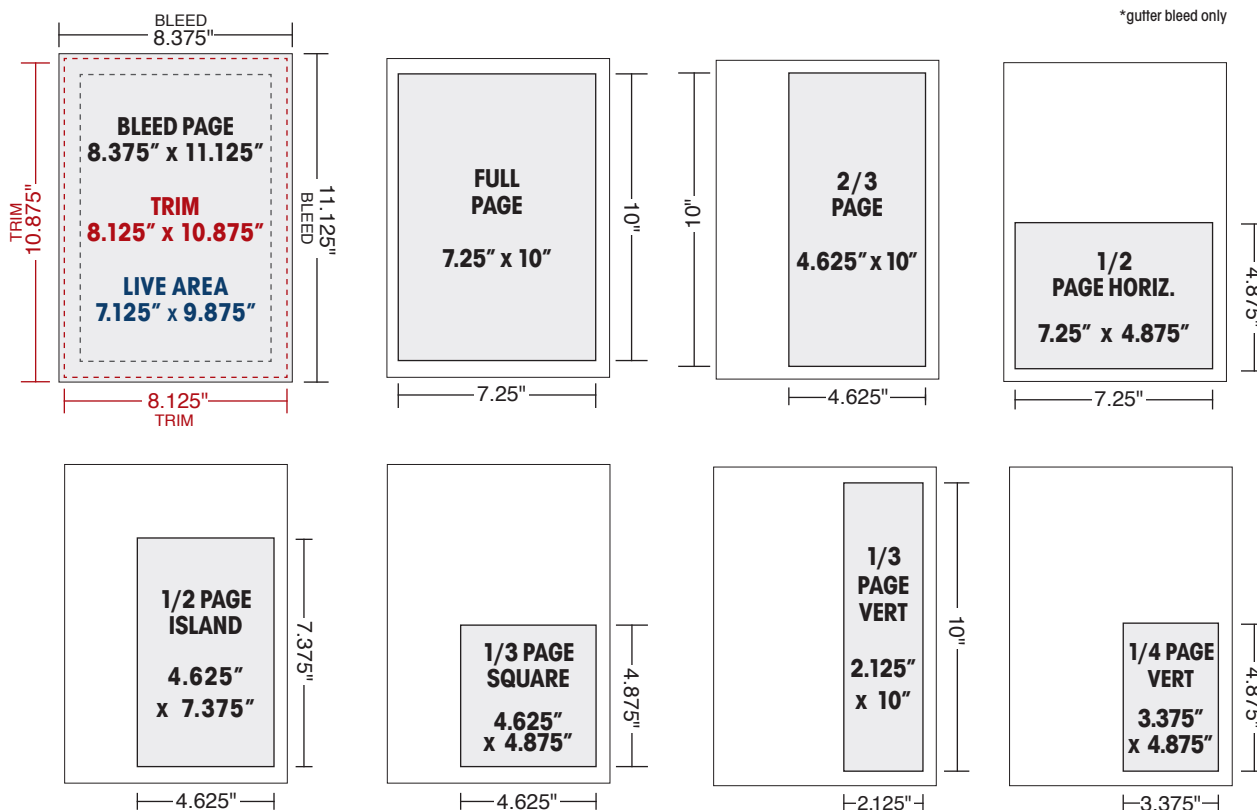 *gutter bleed only
BLEED
8.375"
TRIM
10.875"
BLEED PAGE
8.375” x 11.125”
TRIM
8.125” x 10.875”
LIVE AREA
7.125” x 9.875”
11.125"
BLEED
8.125"
TRIM
FULL
PAGE
7.25” x 10”
10"
7.25"
10"
2/3
PAGE
4.625” x 10”
4.625"
1/2
PAGE HORIZ.
7.25” x 4.875”
4.875"
7.25"
1/2 PAGE
ISLAND
4.625”
x 7.375”
7.375"
4.625"
1/3 PAGE
SQUARE
4.625”
x 4.875”
4.875"
4.625"
1/3
PAGE
VERT
2.125”
x 10”
10"
2.125"
1/4 PAGE
VERT
3.375”
x 4.875”
4.875"
3.375"